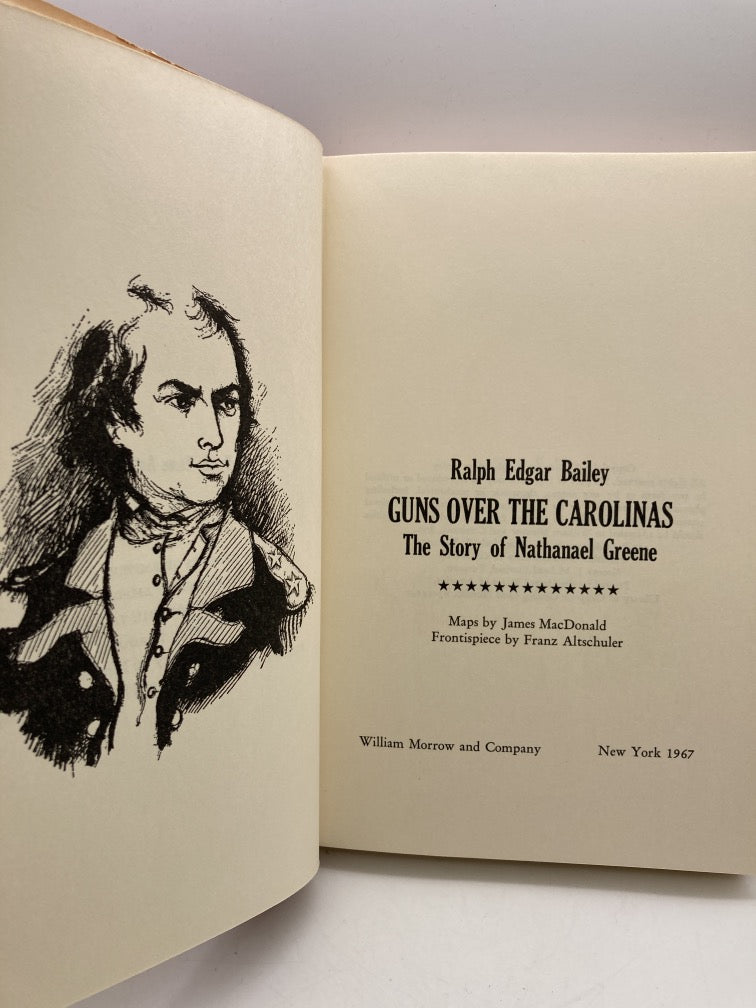 Ralph Edgar Bailey
GUNS OVER THE CAROLINAS
The Story of Nathanael Greene
★★★★★★★★★★★★★
Maps by James MacDonald
Frontispiece by Franz Altschuler
William Morrow and Company New York 1967